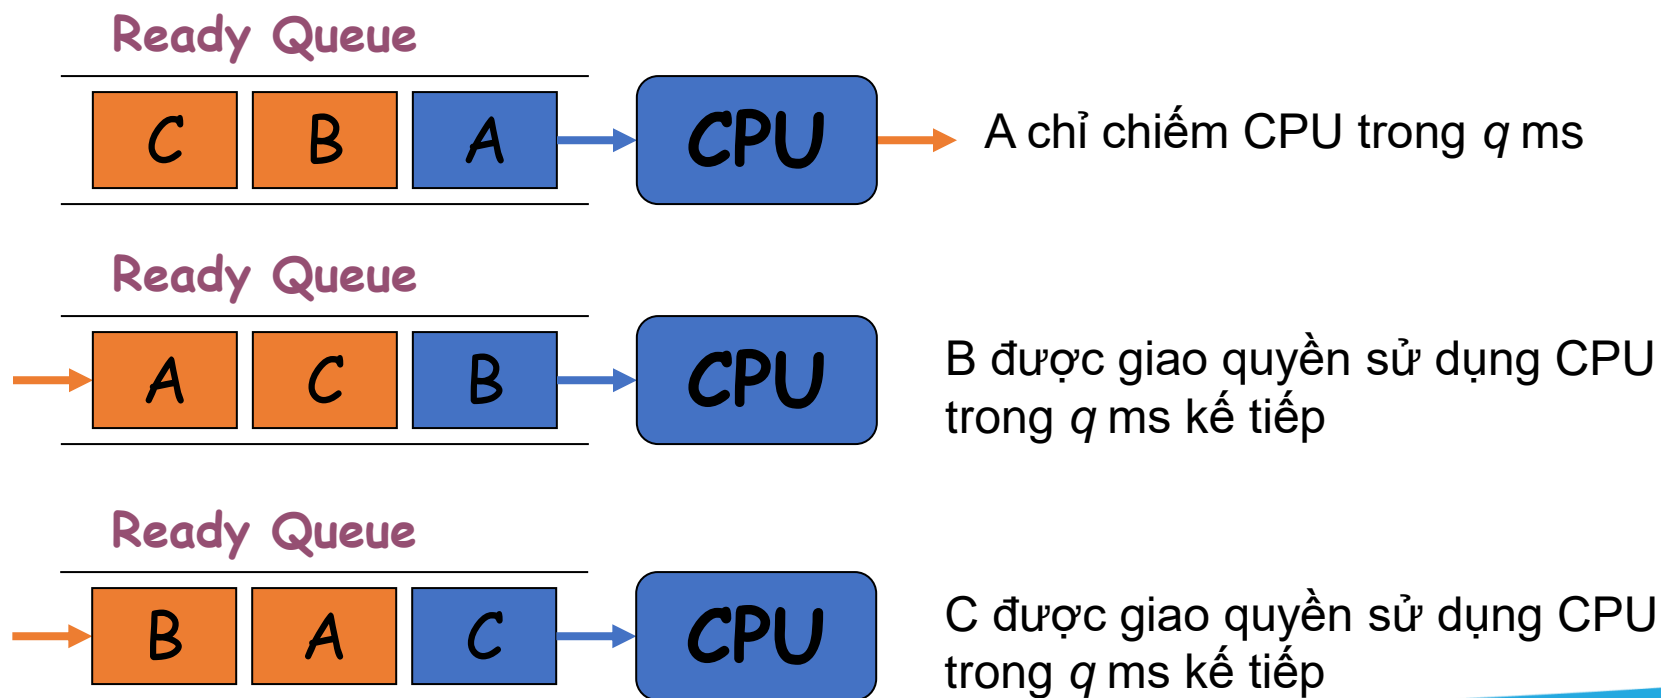 Ready Queue
C B A CPU A chỉ chiếm CPU trong q ms
Ready Queue
A C B CPU
B được giao quyền sử dụng CPU
trong q ms kế tiếp
Ready Queue
B A C CPU
C được giao quyền sử dụng CPU
trong q ms kế tiếp